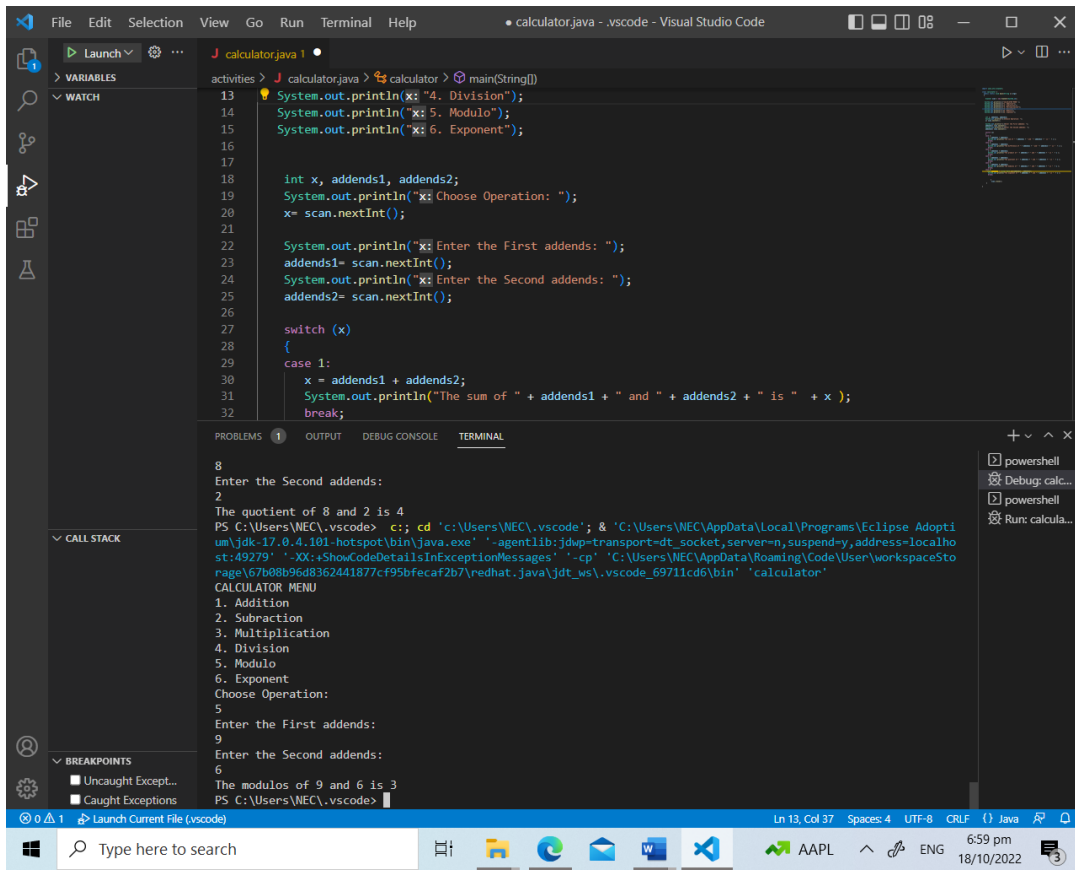 File Edit Selection View Go Run Terminal Help
● calculator.java - .vscode - Visual Studio Code
Launch
VARIABLES
WATCH
CALL STACK
BREAKPOINTS
Uncaught Except...
Caught Exceptions
1
J calculator.java 1 ●
activities > J calculator.java > calculator > main(String[])
13 System.out.println(x: "4. Division");
14 System.out.println("x: 5. Modulo");
15 System.out.println("x: 6. Exponent");
16
17
18 int x, addends1, addends2;
19 System.out.println("x: Choose Operation: ");
20 x= scan.nextInt();
21
22 System.out.println("x: Enter the First addends: ");
23 addends1= scan.nextInt();
24 System.out.println("x: Enter the Second addends: ");
25 addends2= scan.nextInt();
26
27 switch (x)
28 {
29 case 1:
30 x = addends1 + addends2;
31 System.out.println("The sum of " + addends1 + " and " + addends2 + " is " + x );
32 break;
PROBLEMS 1 OUTPUT DEBUG CONSOLE TERMINAL
8
Enter the Second addends:
2
The quotient of 8 and 2 is 4
PS C:\Users\NEC\.vscode> c:; cd 'c:\Users\NEC\.vscode'; & 'C:\Users\NEC\AppData\Local\Programs\Eclipse Adopti
um\jdk-17.0.4.101-hotspot\bin\java.exe' '-agentlib:jdwp=transport=dt_socket,server=n,suspend=y,address=localho
st:49279' '-XX:+ShowCodeDetailsInExceptionMessages' '-cp' 'C:\Users\NEC\AppData\Roaming\Code\User\workspaceSto
rage\67b08b96d8362441877cf95bfecaf2b7\redhat.java\jdt_ws\.vscode_69711cd6\bin' 'calculator'
CALCULATOR MENU
1. Addition
2. Subraction
3. Multiplication
4. Division
5. Modulo
6. Exponent
Choose Operation:
5
Enter the First addends:
9
Enter the Second addends:
6
The modulos of 9 and 6 is 3
PS C:\Users\NEC\.vscode>
powershell
Debug: calc...
powershell
Run: calcula...
0 1 Launch Current File (.vscode)
Ln 13, Col 37 Spaces: 4 UTF-8 CRLF {} Java
Type here to search
AAPL
ENG
6:59 pm
18/10/2022
3